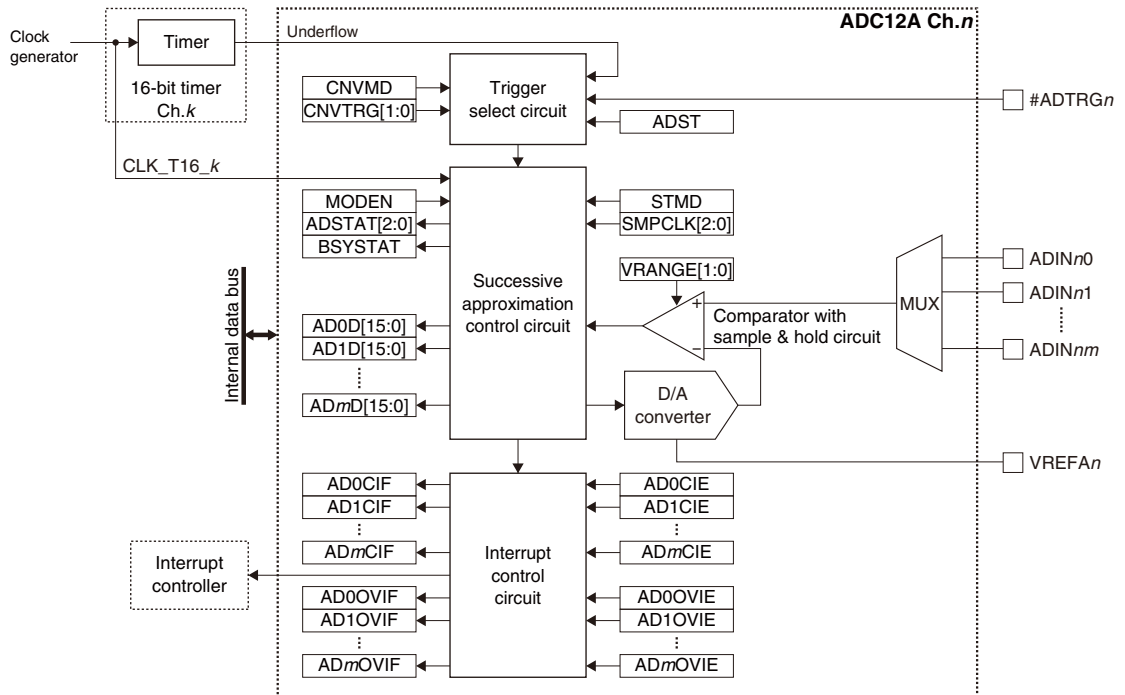 ADC12A Ch.n
Clock
generator
Timer
16-bit timer
Ch.k
Underflow
CLK_T16_k
CNVMD
CNVTRG[1:0]
Trigger
select circuit
ADST
#ADTRGn
MODEN
ADSTAT[2:0]
BSYSTAT
STMD
SMPCLK[2:0]
Successive
approximation
control circuit
VRANGE[1:0]
+
−
Comparator with
sample & hold circuit
MUX
ADINn0
ADINn1
ADINnm
Internal data bus
AD0D[15:0]
AD1D[15:0]
ADmD[15:0]
D/A
converter
VREFAn
AD0CIF
AD1CIF
ADmCIF
AD0OVIF
AD1OVIF
ADmOVIF
Interrupt
control
circuit
AD0CIE
AD1CIE
ADmCIE
AD0OVIE
AD1OVIE
ADmOVIE
Interrupt
controller